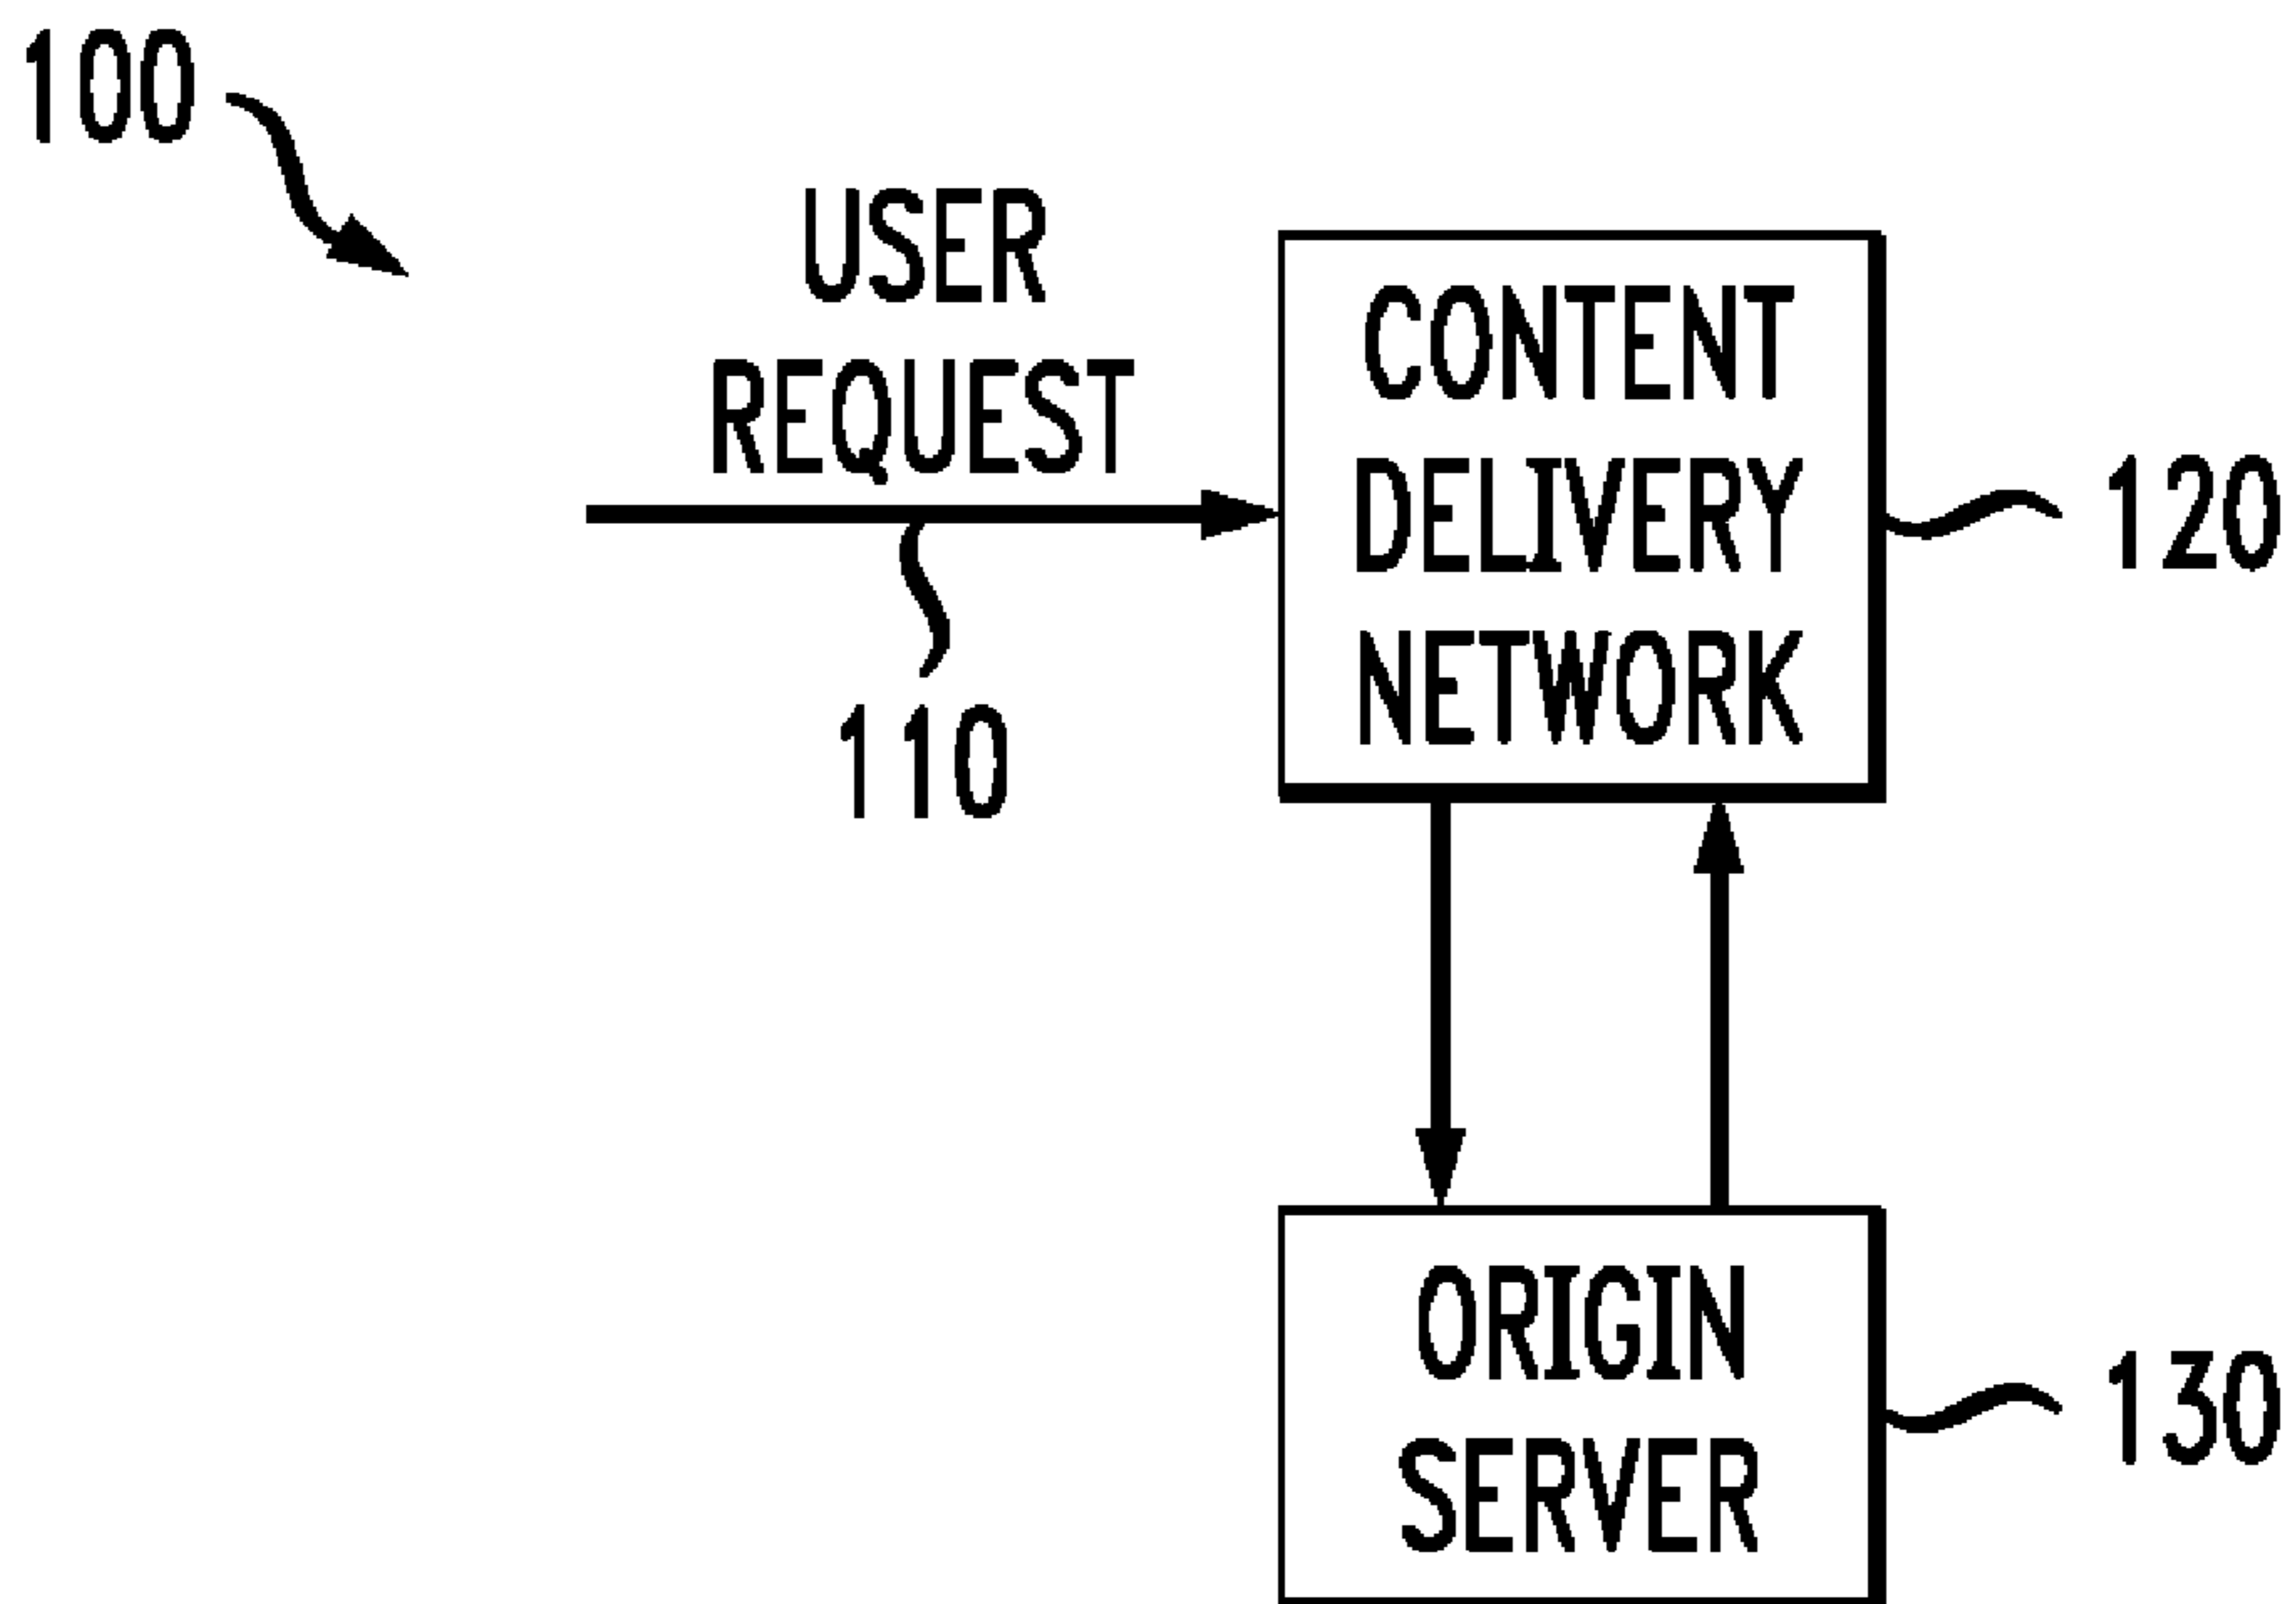 100
USER
REQUEST
110
CONTENT
DELIVERY
NETWORK
120
ORIGIN
SERVER
130